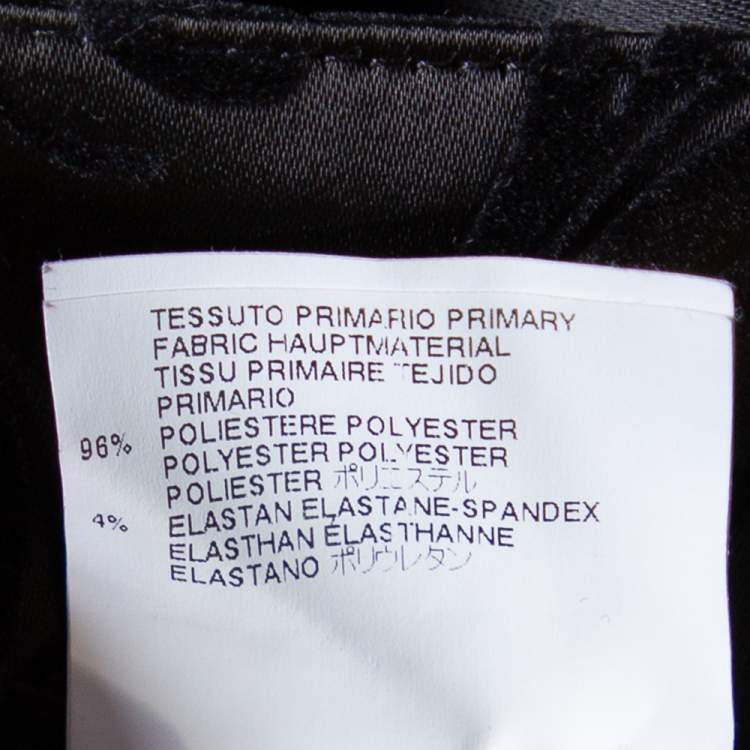 TESSUTO PRIMARIO PRIMARY
FABRIC HAUPTMATERIAL
TISSU PRIMAIRE TEJIDO
PRIMARIO
96% POLIESTERE POLYESTER
POLYESTER POLYESTER
POLIESTER ポリエステル
4% ELASTAN ELASTANE-SPANDEX
ELASTHAN ELASTHANNE
ELASTANO ポリウレタン